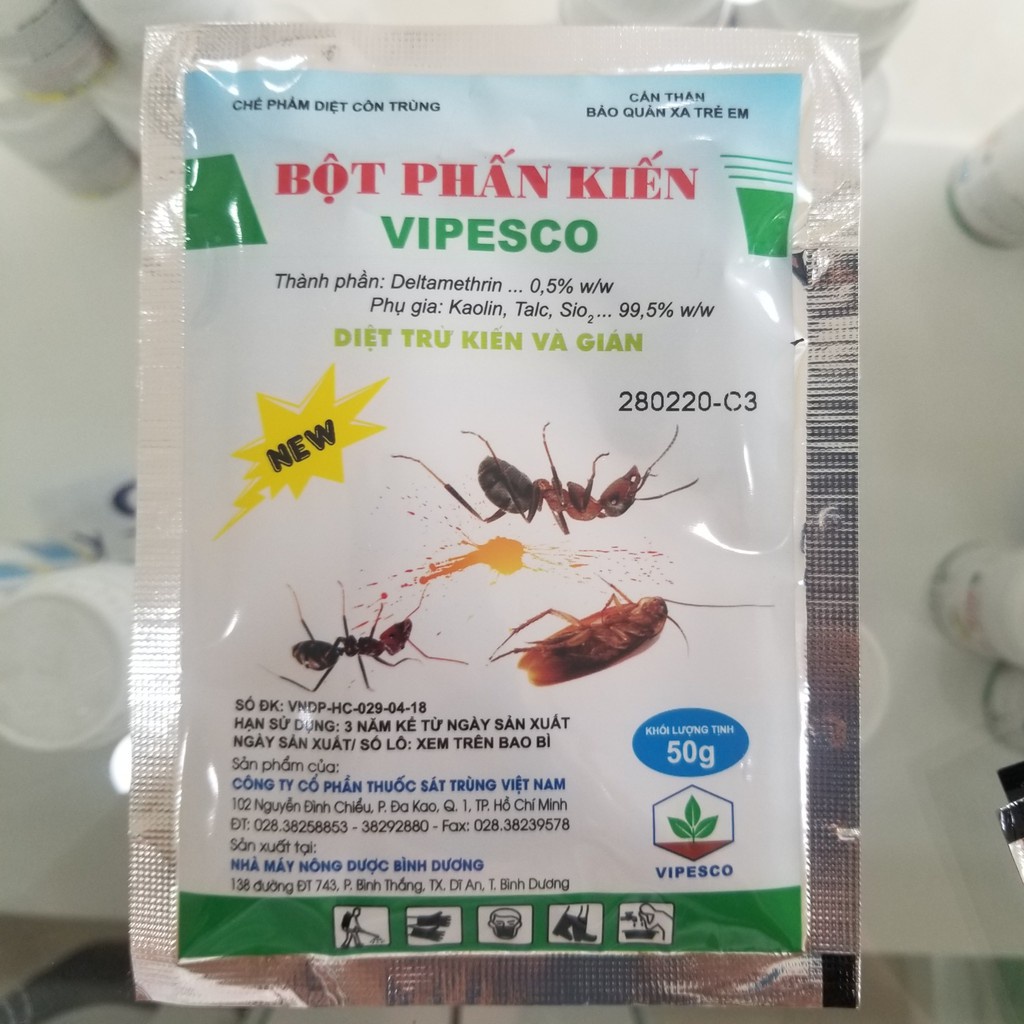 CHẾ PHẨM DIỆT CÔN TRÙNG
CẨN THẬN
BẢO QUẢN XA TRẺ EM
BỘT PHẤN KIẾN
VIPESCO
Thành phần: Deltamethrin ... 0,5% w/w
Phụ gia: Kaolin, Talc, Sio2... 99,5% w/w
DIỆT TRỪ KIẾN VÀ GIÁN
280220-C3
NEW
SỐ ĐK: VNDP-HC-029-04-18
HẠN SỬ DỤNG: 3 NĂM KỂ TỪ NGÀY SẢN XUẤT
NGÀY SẢN XUẤT/ SỐ LÔ: XEM TRÊN BAO BÌ
Sản phẩm của:
CÔNG TY CỔ PHẦN THUỐC SÁT TRÙNG VIỆT NAM
102 Nguyễn Đình Chiểu, P. Đa Kao, Q. 1, TP. Hồ Chí Minh
ĐT: 028.38258853 - 38292880 - Fax: 028.38239578
Sản xuất tại:
NHÀ MÁY NÔNG DƯỢC BÌNH DƯƠNG
138 đường ĐT 743, P. Bình Thắng, TX. Dĩ An, T. Bình Dương
KHỐI LƯỢNG TỊNH
50g
VIPESCO